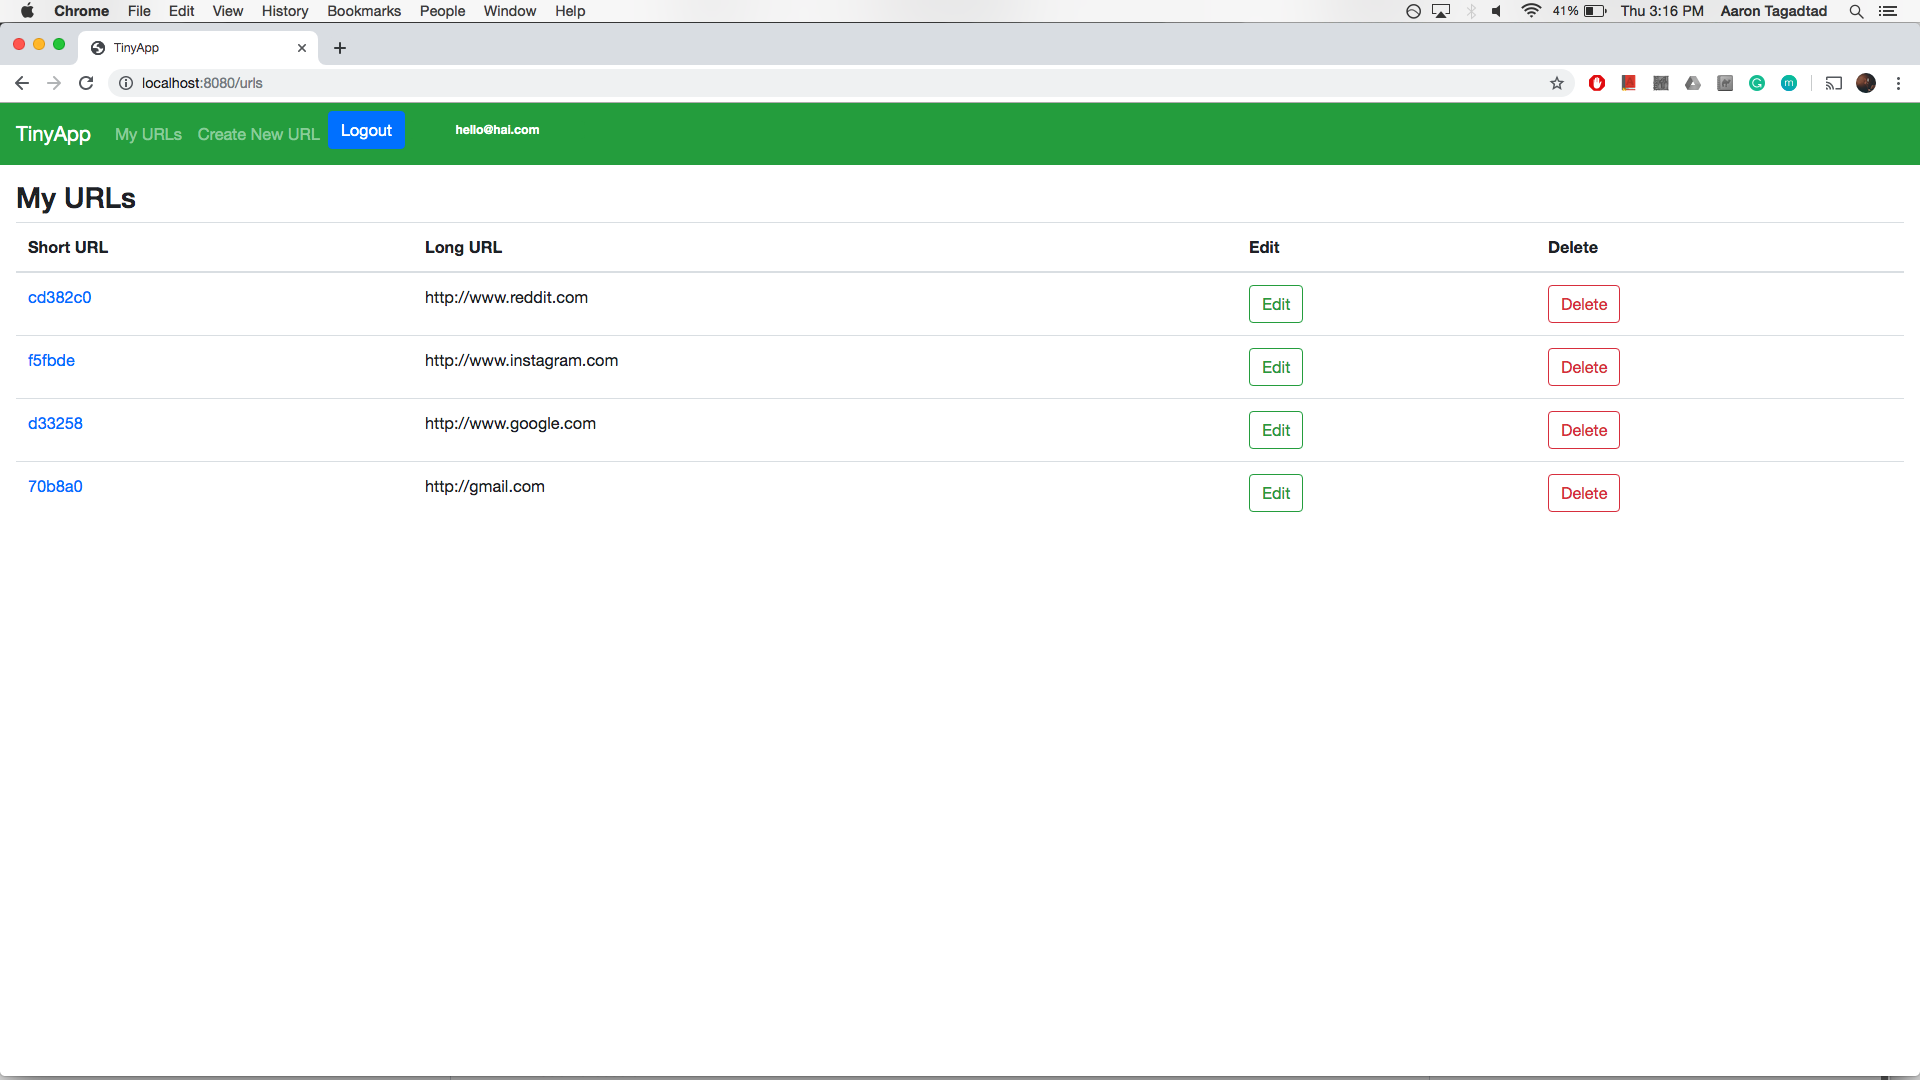 Chrome File Edit View History Bookmarks People Window Help 41% Thu 3:16 PM Aaron Tagadtad
TinyApp
localhost:8080/urls
TinyApp My URLs Create New URL Logout hello@hai.com
My URLs
Short URL Long URL Edit Delete
cd382c0 http://www.reddit.com Edit Delete
f5fbde http://www.instagram.com Edit Delete
d33258 http://www.google.com Edit Delete
70b8a0 http://gmail.com Edit Delete